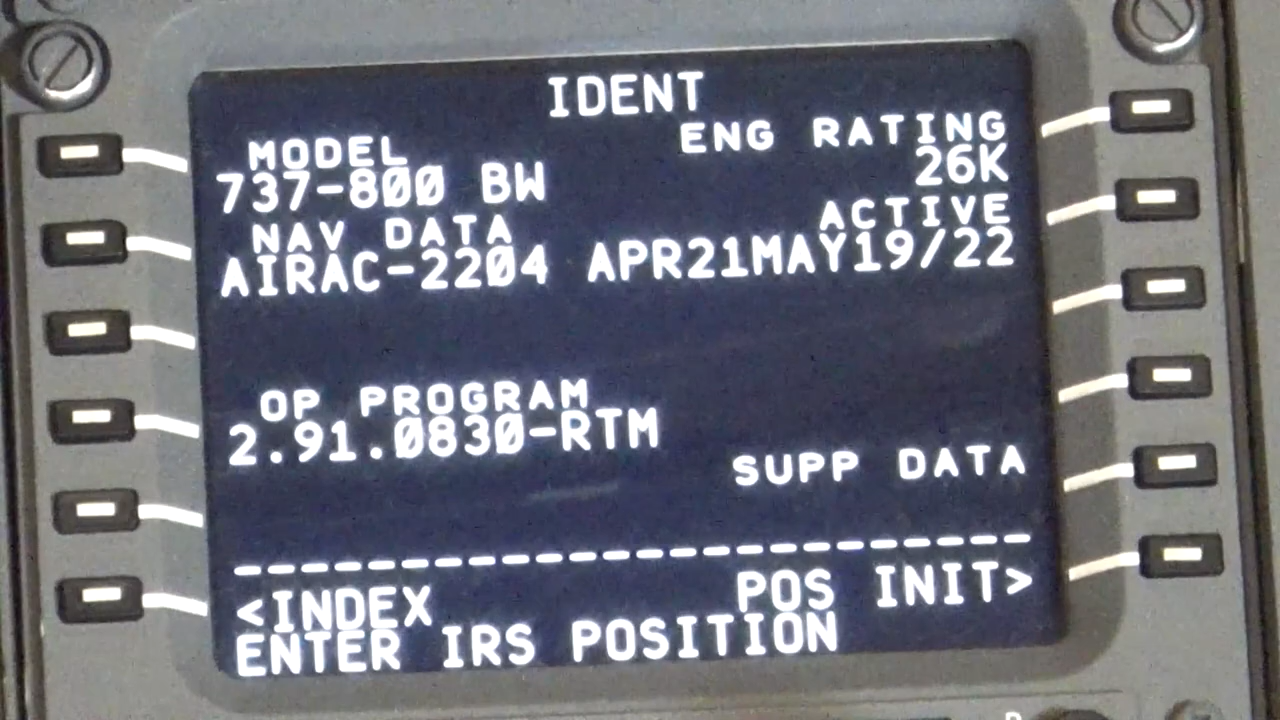 IDENT
MODEL ENG RATING
737-800 BW 26K
NAV DATA ACTIVE
AIRAC-2204 APR21MAY19/22
OP PROGRAM
2.91.0830-RTM
SUPP DATA
------------------------
<INDEX POS INIT>
ENTER IRS POSITION